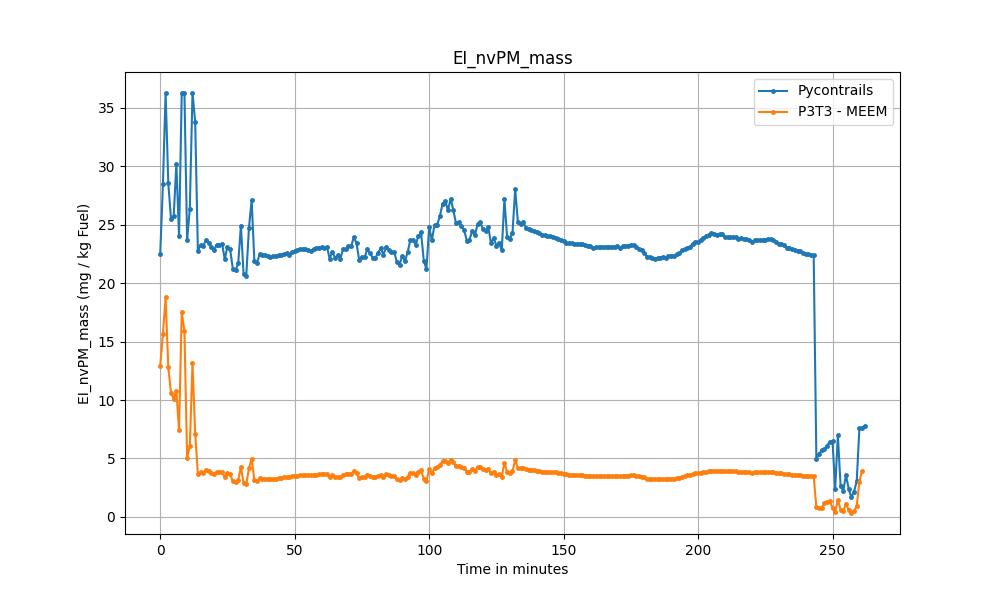 EI_nvPM_mass
Pycontrails
P3T3 - MEEM
EI_nvPM_mass (mg / kg Fuel)
35
30
25
20
15
10
5
0
0 50 100 150 200 250
Time in minutes